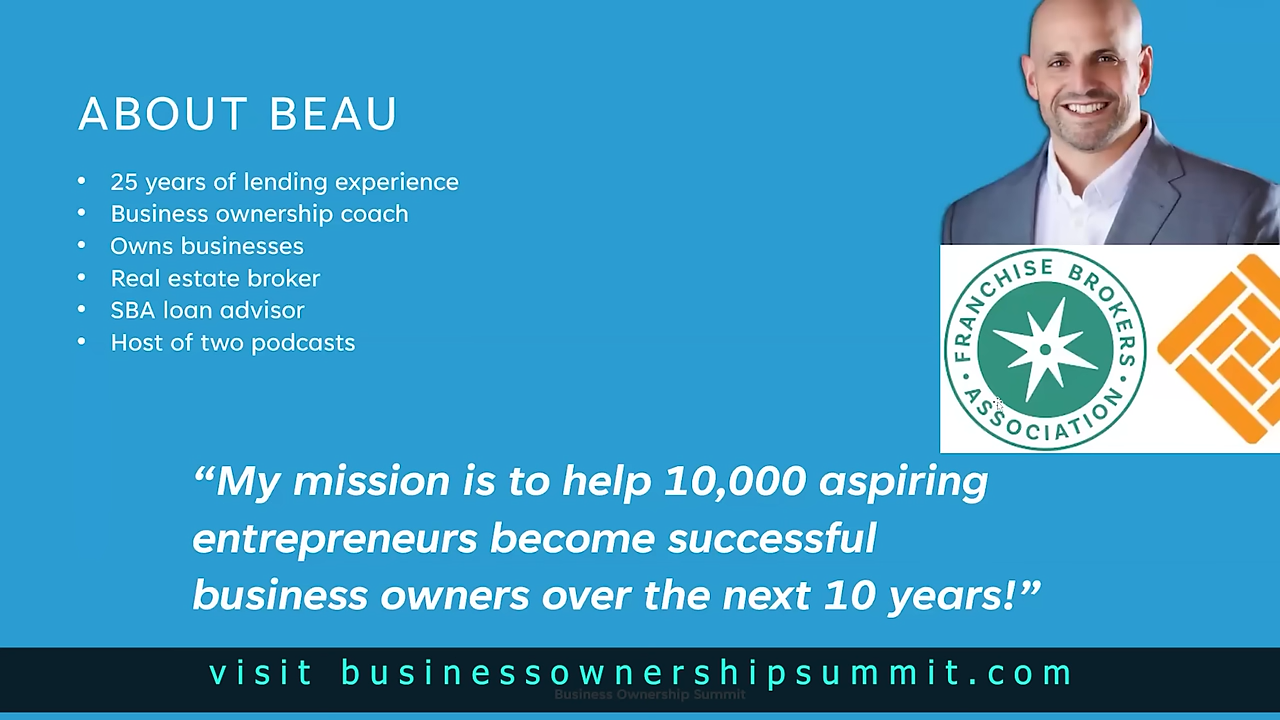 ABOUT BEAU
• 25 years of lending experience
• Business ownership coach
• Owns businesses
• Real estate broker
• SBA loan advisor
• Host of two podcasts
FRANCHISE BROKERS
• ASSOCIATION •
“My mission is to help 10,000 aspiring
entrepreneurs become successful
business owners over the next 10 years!”
visit businessownershipsummit.com
Business Ownership Summit